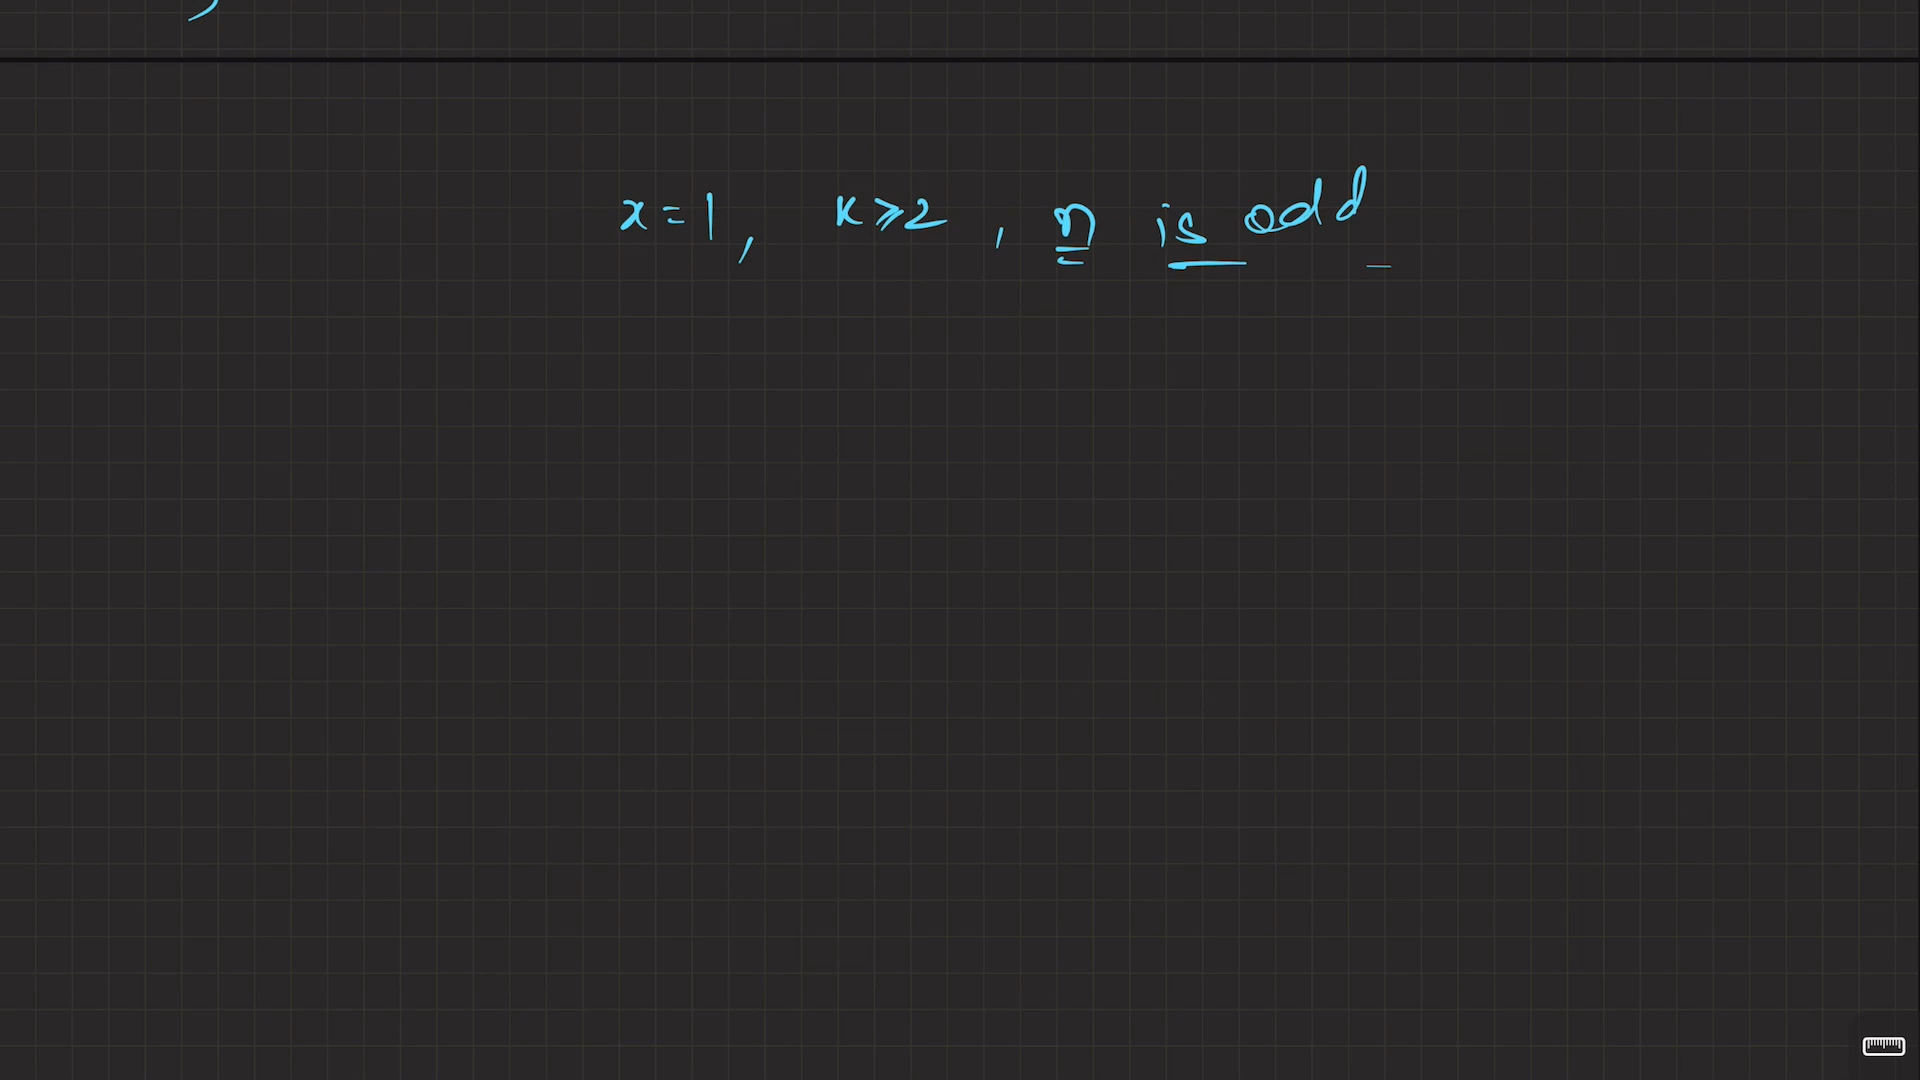 x = 1, k ⩾ 2, n is odd